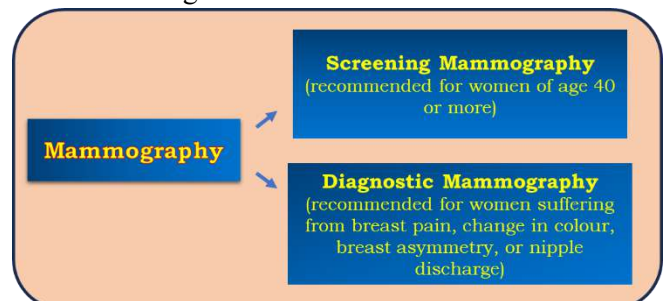 Mammography
Screening Mammography
(recommended for women of age 40
or more)
Diagnostic Mammography
(recommended for women suffering
from breast pain, change in colour,
breast asymmetry, or nipple
discharge)